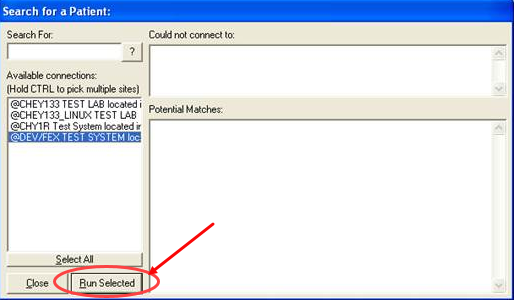 Search for a Patient:
Search For:
?
Available connections:
(Hold CTRL to pick multiple sites)
@CHEY133 TEST LAB located i
@CHEY133_LINUX TEST LAB
@CHY1R Test System located in
@DEV/FEX TEST SYSTEM loc
Select All
Close
Run Selected
Could not connect to:
Potential Matches: